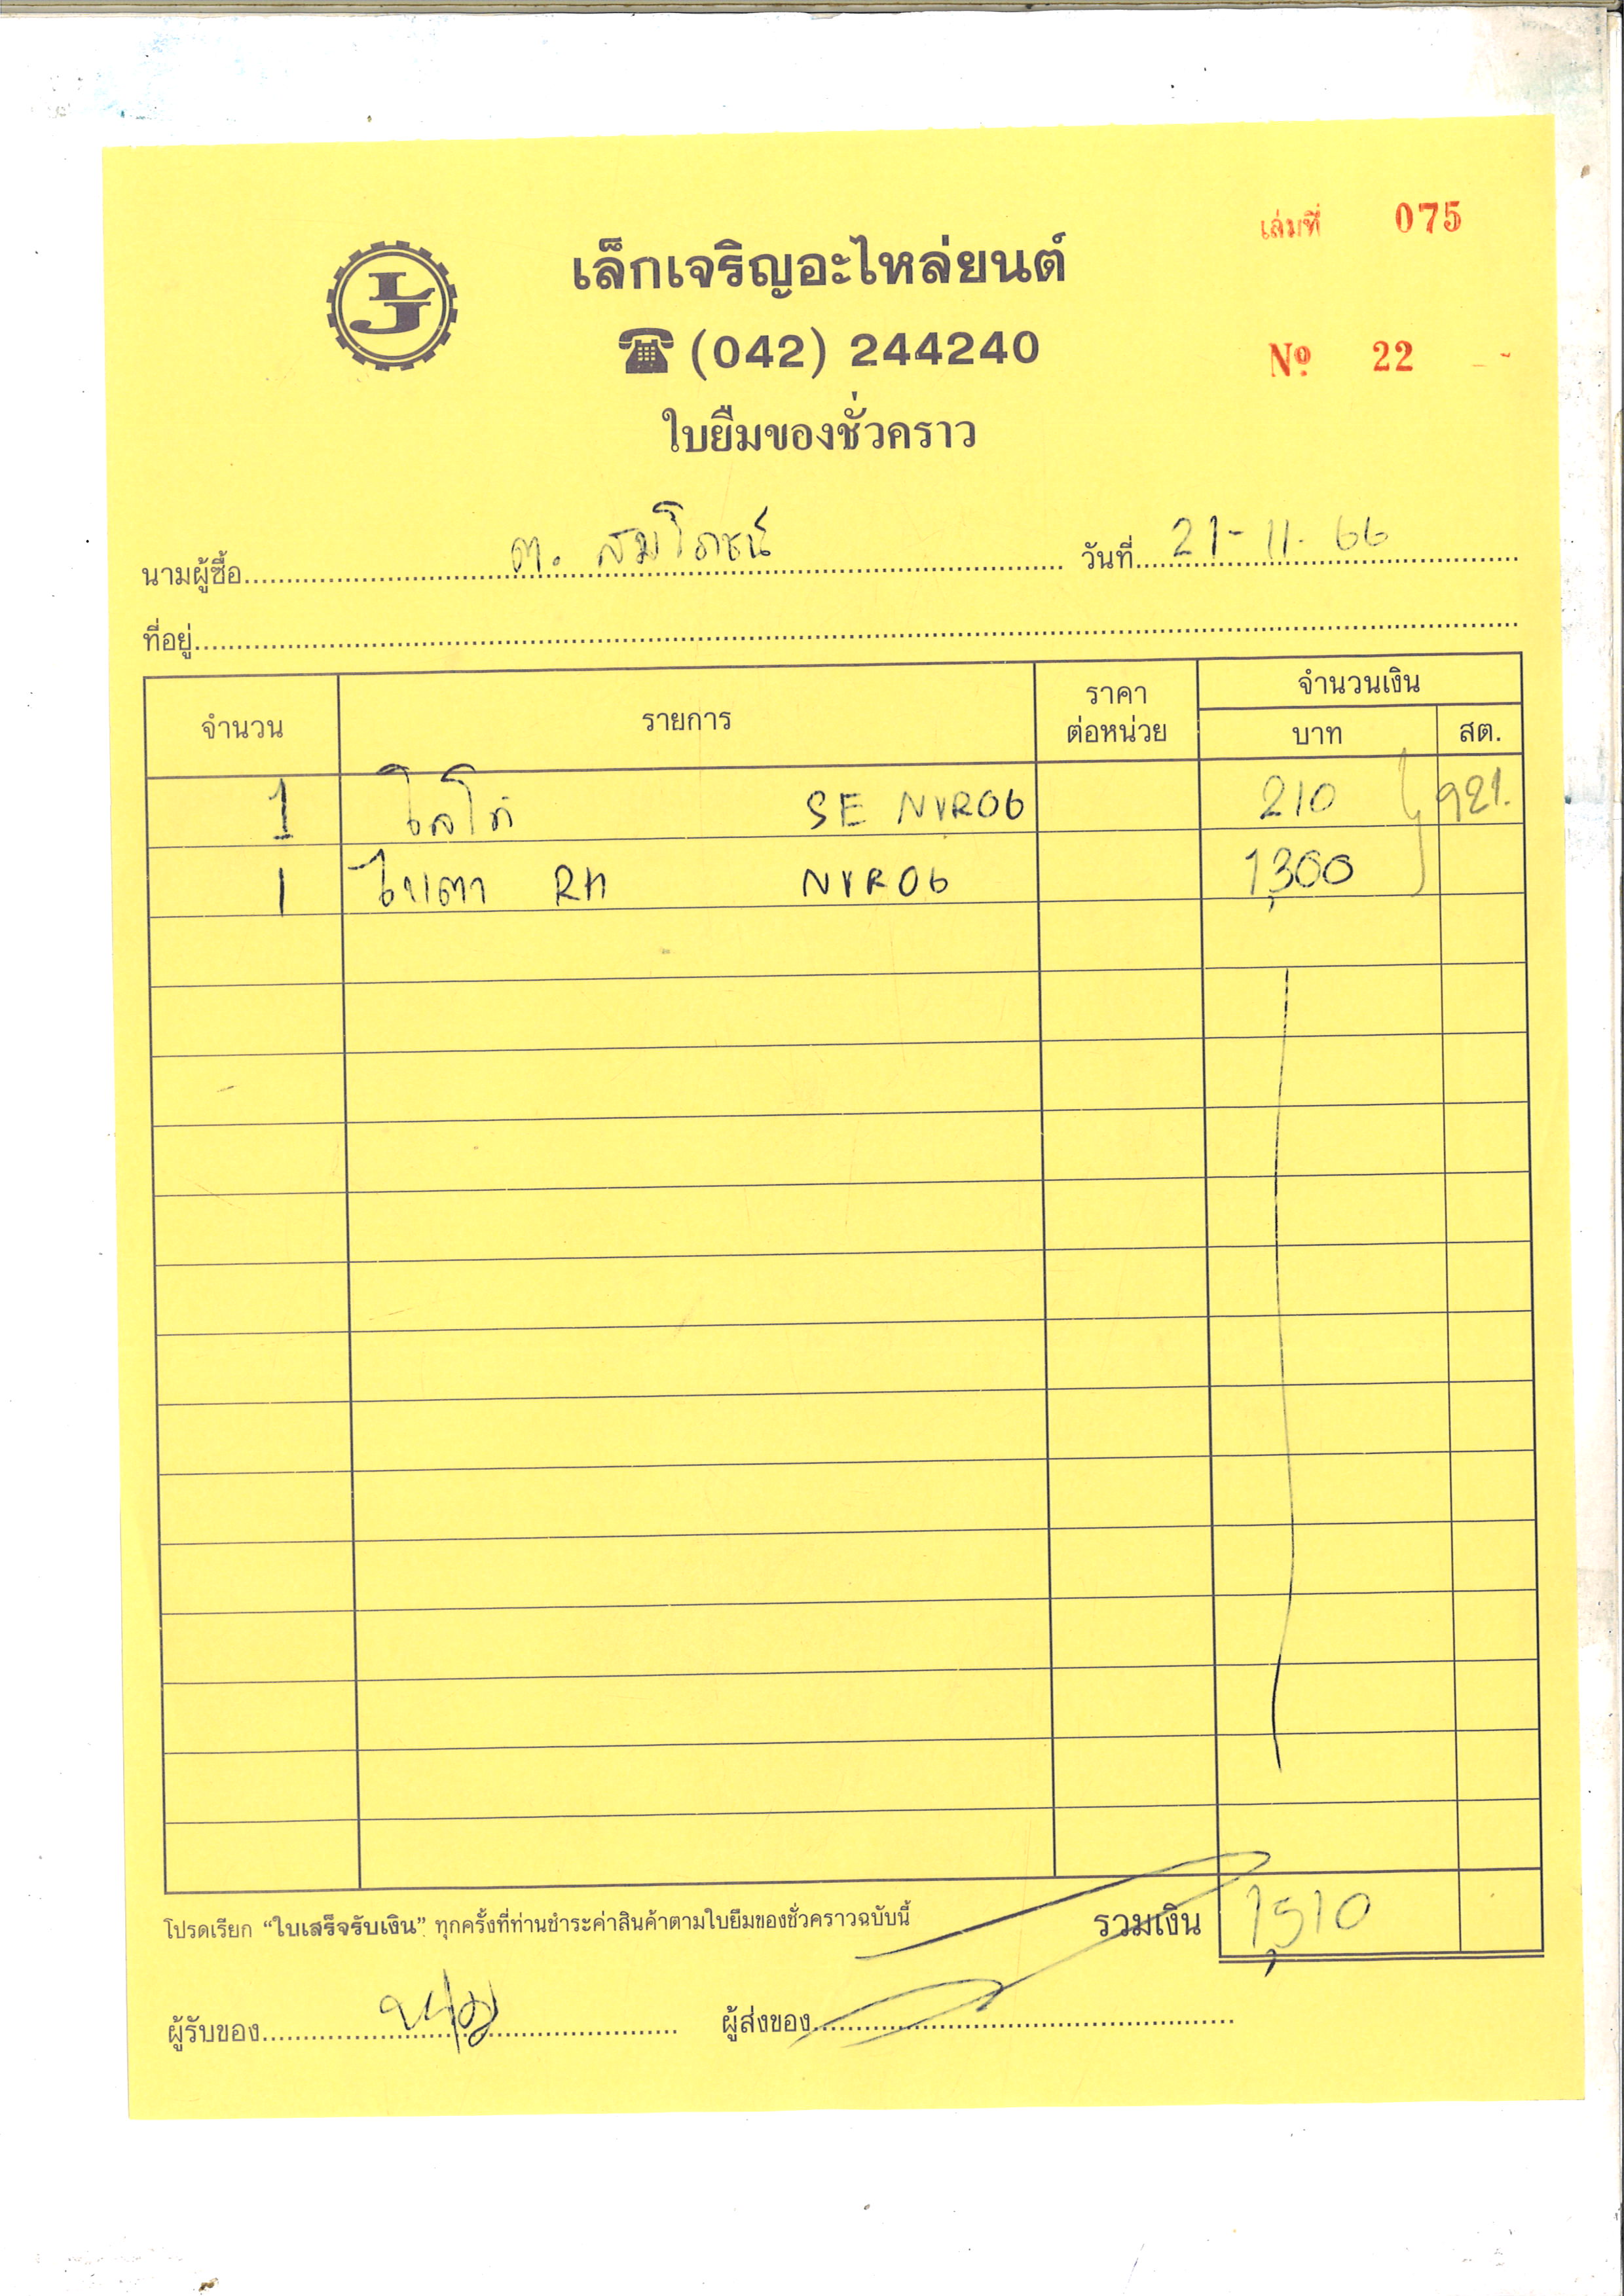 เล่มที่ 075
LJ
เล็กเจริญอะไหล่ยนต์
(042) 244240
Nº 22
ใบยืมของชั่วคราว
นามผู้ซื้อ ต. สมโภชน์ วันที่ 21-11-66
ที่อยู่
จำนวน รายการ ราคาต่อหน่วย จำนวนเงิน
บาท สต.
1 โลโก้ SE NVR06 210
1 ไฟตา RH NVR06 1,300
โปรดเรียก “ใบเสร็จรับเงิน” ทุกครั้งที่ท่านชำระค่าสินค้าตามใบยืมของชั่วคราวฉบับนี้ รวมเงิน 1,510
ผู้รับของ ผู้ส่งของ